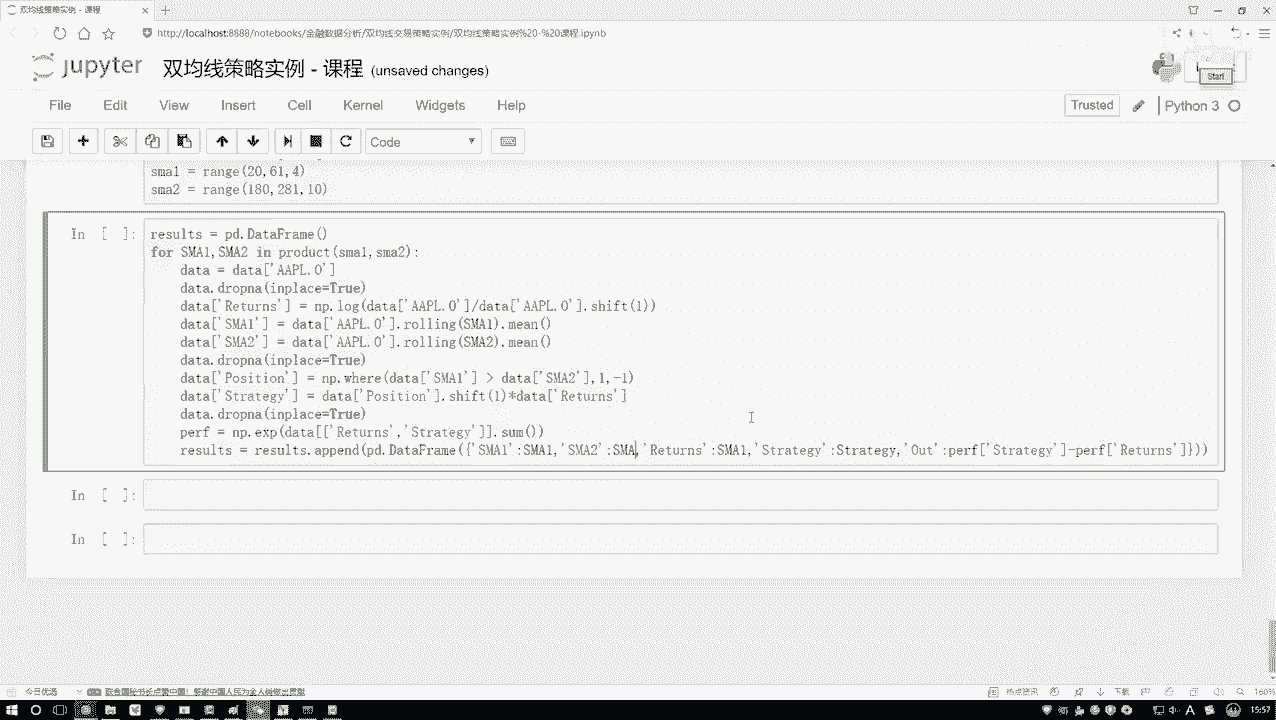 双均线策略实例 - 课程
http://localhost:8888/notebooks/金融数据分析/双均线交易策略实例/双均线策略实例%20-%20课程.ipynb
jupyter 双均线策略实例 - 课程 (unsaved changes)
Start
File Edit View Insert Cell Kernel Widgets Help
Trusted Python 3
Code
sma1 = range(20,61,4)
sma2 = range(180,281,10)
In [ ]: results = pd.DataFrame()
for SMA1,SMA2 in product(sma1,sma2):
data = data['AAPL.O']
data.dropna(inplace=True)
data['Returns'] = np.log(data['AAPL.O']/data['AAPL.O'].shift(1))
data['SMA1'] = data['AAPL.O'].rolling(SMA1).mean()
data['SMA2'] = data['AAPL.O'].rolling(SMA2).mean()
data.dropna(inplace=True)
data['Position'] = np.where(data['SMA1'] > data['SMA2'],1,-1)
data['Strategy'] = data['Position'].shift(1)*data['Returns']
data.dropna(inplace=True)
perf = np.exp(data[['Returns','Strategy']].sum())
results = results.append(pd.DataFrame({'SMA1':SMA1,'SMA2':SMA,'Returns':SMA1,'Strategy':Strategy,'Out':perf['Strategy']-perf['Returns']}))
In [ ]:
In [ ]:
今日优选
热点资讯 下载 160%
15:57